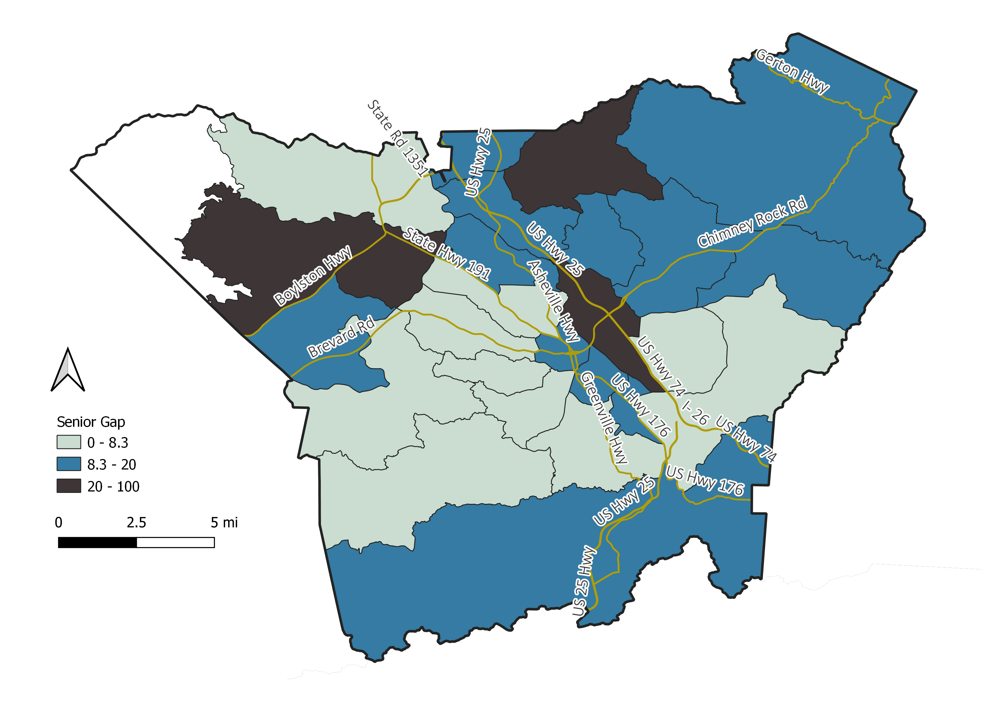 Gerton Hwy
State Rd 1351
US Hwy 25
Chimney Rock Rd
US Hwy 25
State Hwy 191
Boylston Hwy
Asheville Hwy
Brevard Rd
US Hwy 74
Greenville Hwy
US Hwy 176
I- 26
US Hwy 74
US Hwy 176
US Hwy 25
US 25 Hwy
Senior Gap
0 - 8.3
8.3 - 20
20 - 100
0 2.5 5 mi